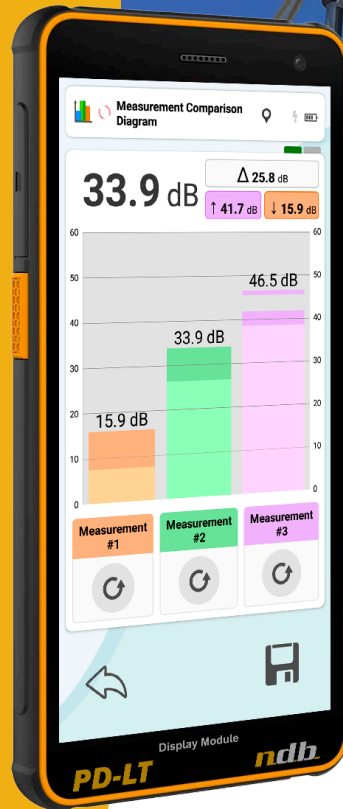 Measurement Comparison
Diagram
33.9 dB
Δ 25.8 dB
↑ 41.7 dB
↓ 15.9 dB
60
60
50
50
40
40
30
30
20
20
10
10
0
0
15.9 dB
33.9 dB
46.5 dB
Measurement
#1
Measurement
#2
Measurement
#3
Display Module
PD-LT
ndb